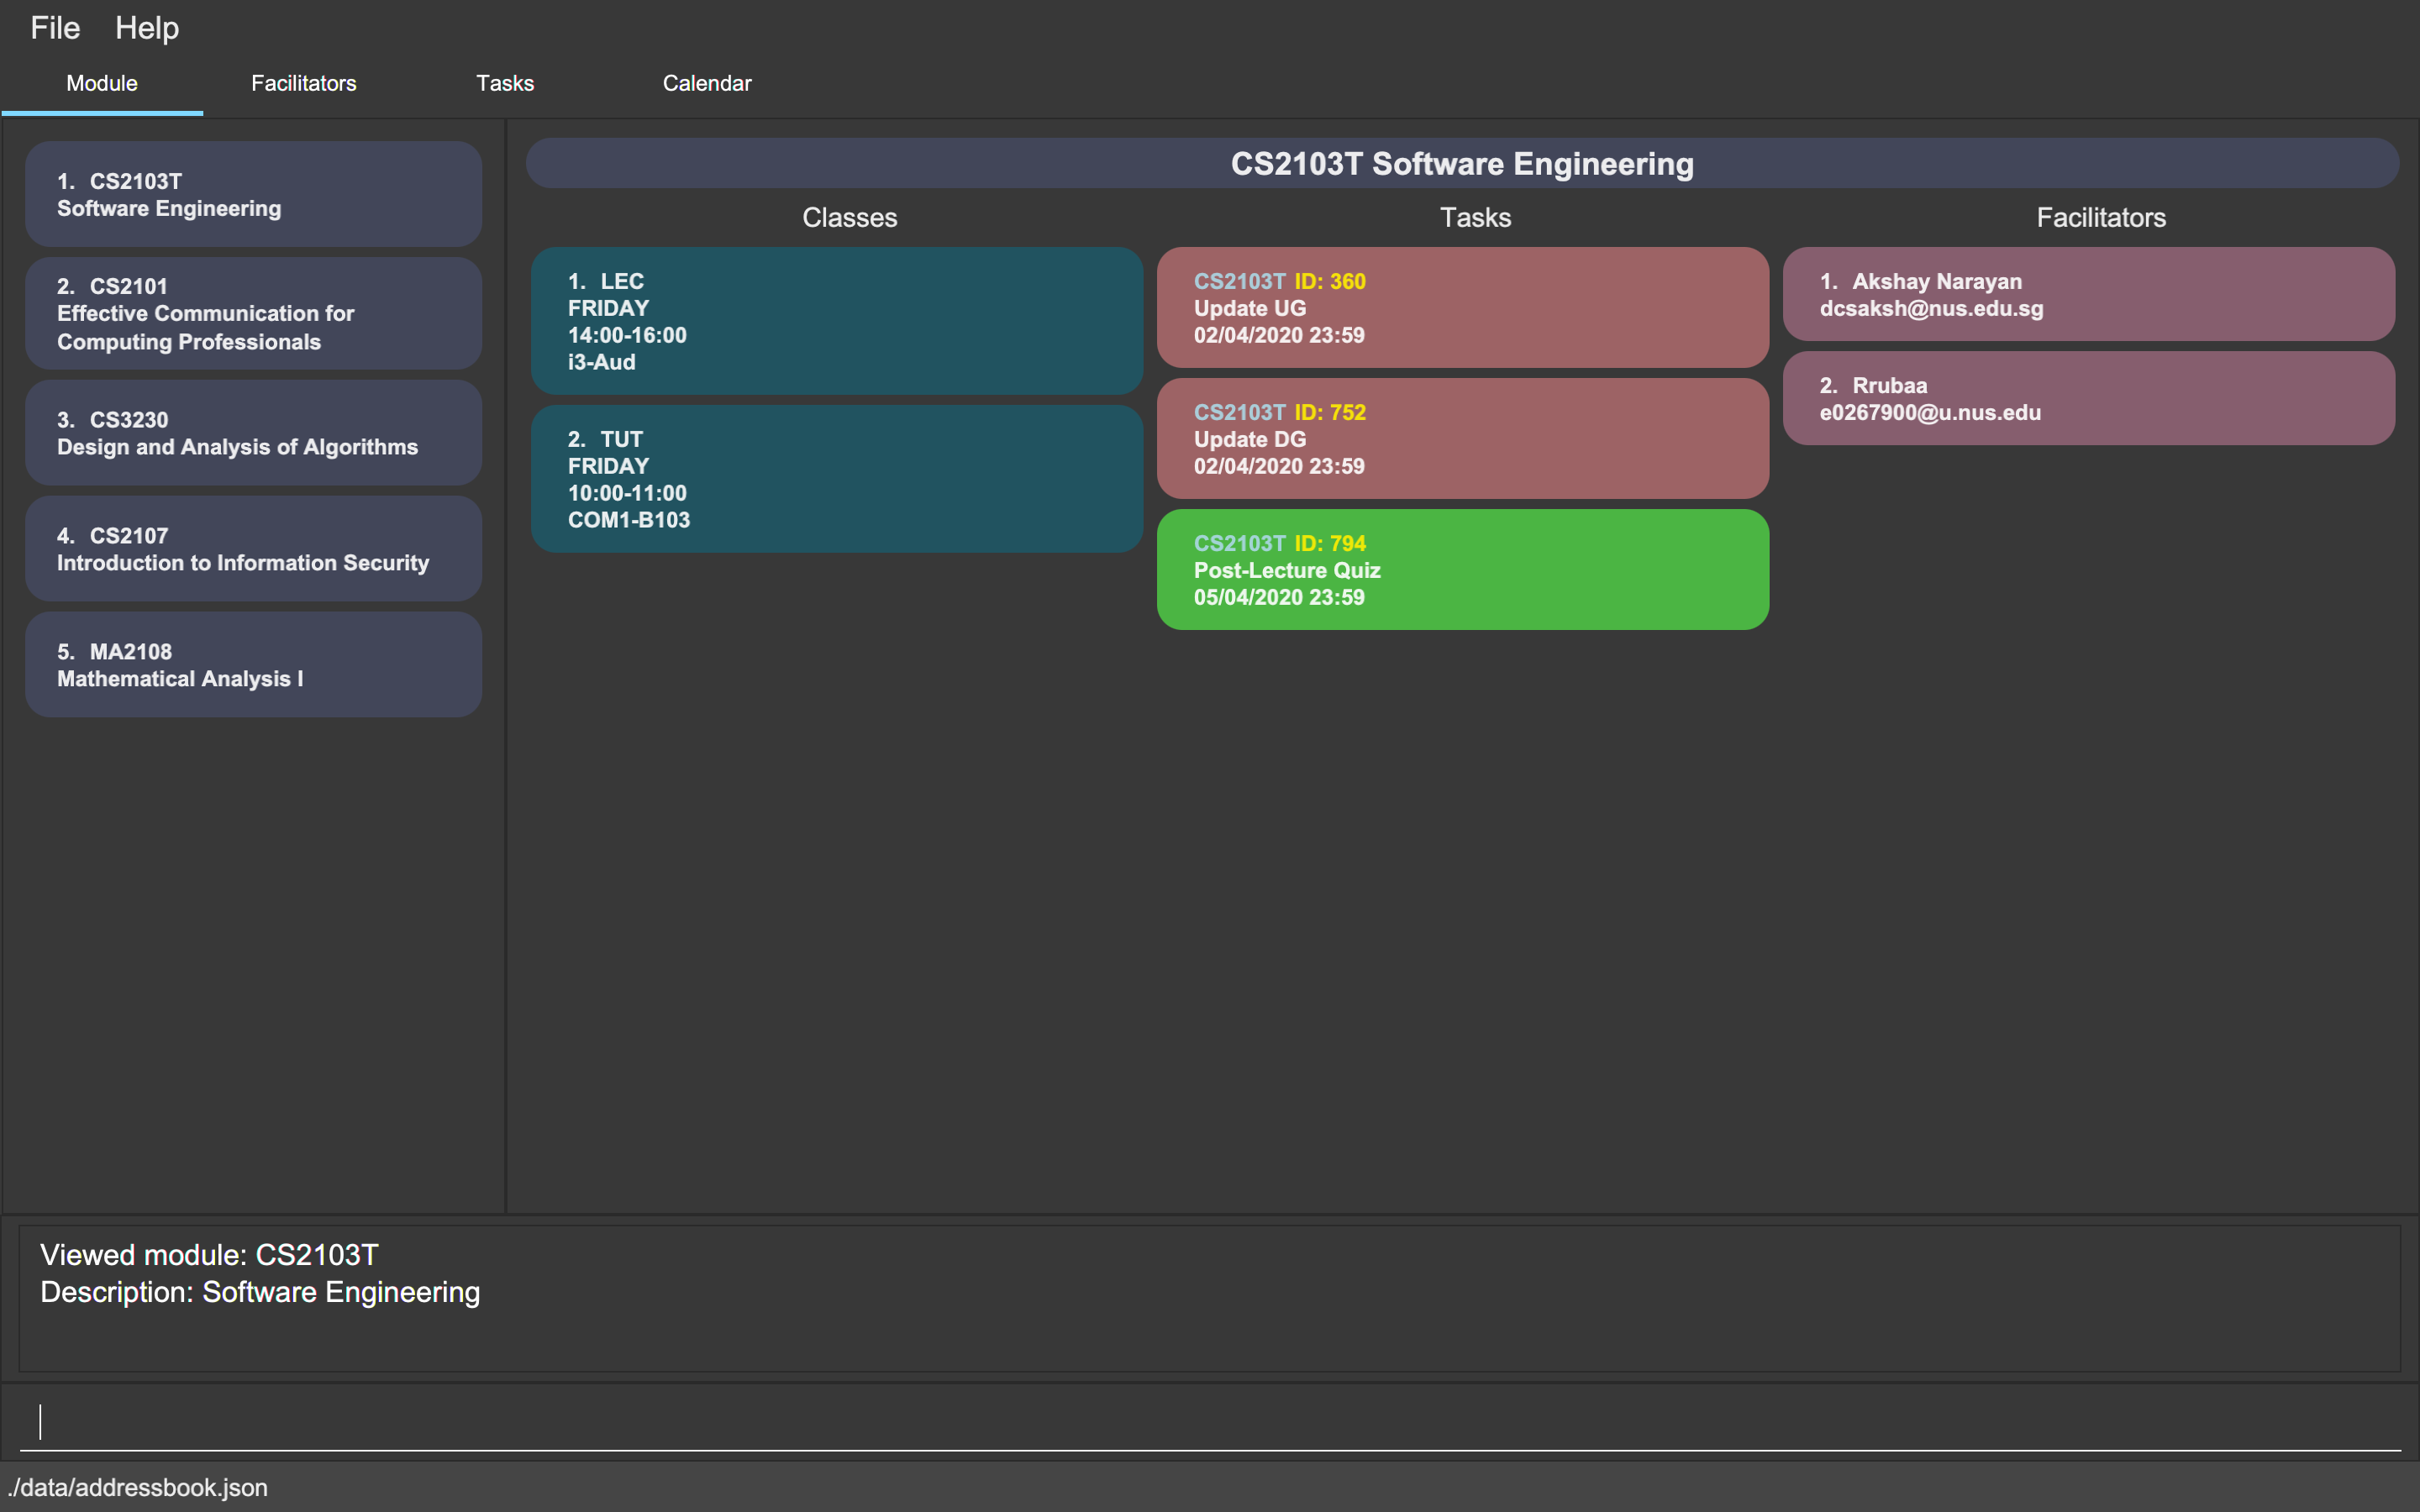 File Help
Module Facilitators Tasks Calendar
1. CS2103T
Software Engineering
2. CS2101
Effective Communication for
Computing Professionals
3. CS3230
Design and Analysis of Algorithms
4. CS2107
Introduction to Information Security
5. MA2108
Mathematical Analysis I
CS2103T Software Engineering
Classes
1. LEC
FRIDAY
14:00-16:00
i3-Aud
2. TUT
FRIDAY
10:00-11:00
COM1-B103
Tasks
CS2103T ID: 360
Update UG
02/04/2020 23:59
CS2103T ID: 752
Update DG
02/04/2020 23:59
CS2103T ID: 794
Post-Lecture Quiz
05/04/2020 23:59
Facilitators
1. Akshay Narayan
dcsaksh@nus.edu.sg
2. Rrubaa
e0267900@u.nus.edu
Viewed module: CS2103T
Description: Software Engineering
./data/addressbook.json